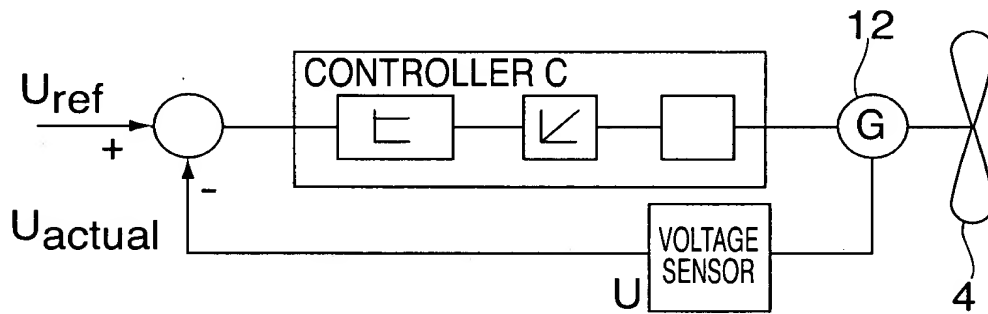 12
CONTROLLER C
Uref
+
G
-
Uactual
VOLTAGE
SENSOR
U
4